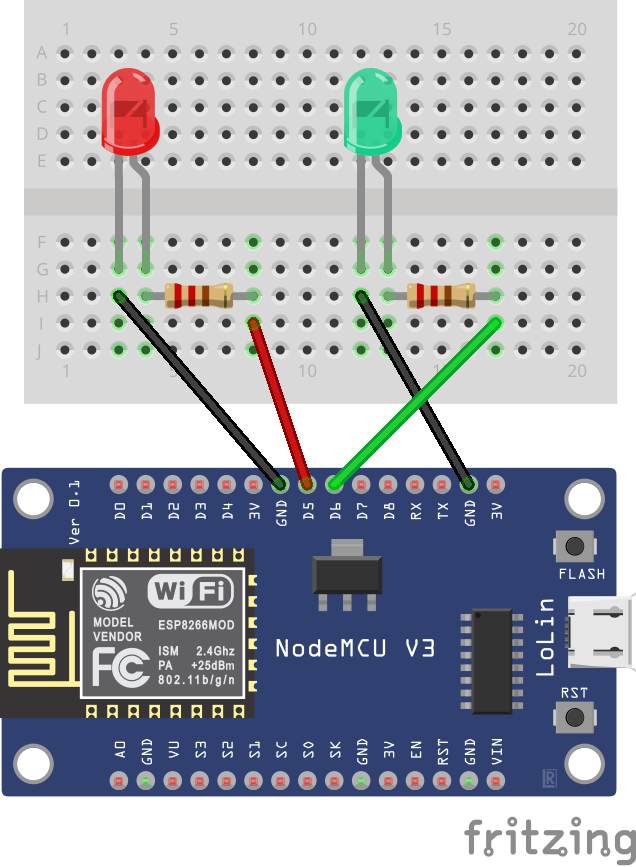 1 5 10 15 20
A
B
C
D
E
F
G
H
I
J
1 5 10 15 20
Ver 0.1
D0 D1 D2 D3 D4 3V GND D5 D6 D7 D8 RX TX GND 3V
FLASH
WiFi
MODEL
VENDOR
ESP8266MOD
FC
ISM 2.4Ghz
PA +25dBm
802.11b/g/n
NodeMCU V3
LoLin
RST
A0 GND VU S3 S2 S1 SC S0 SK GND 3V EN RST GND VIN
R
fritzing